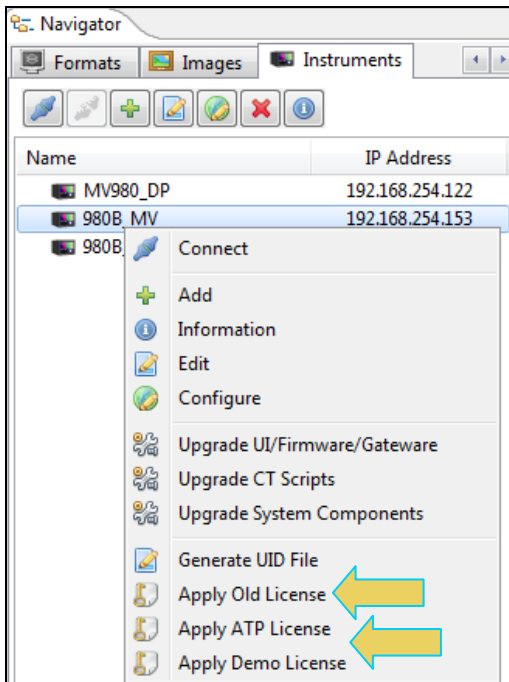 Navigator
Formats Images Instruments
Name IP Address
MV980_DP 192.168.254.122
980B_MV 192.168.254.153
980B_
Connect
Add
Information
Edit
Configure
Upgrade UI/Firmware/Gateware
Upgrade CT Scripts
Upgrade System Components
Generate UID File
Apply Old License
Apply ATP License
Apply Demo License